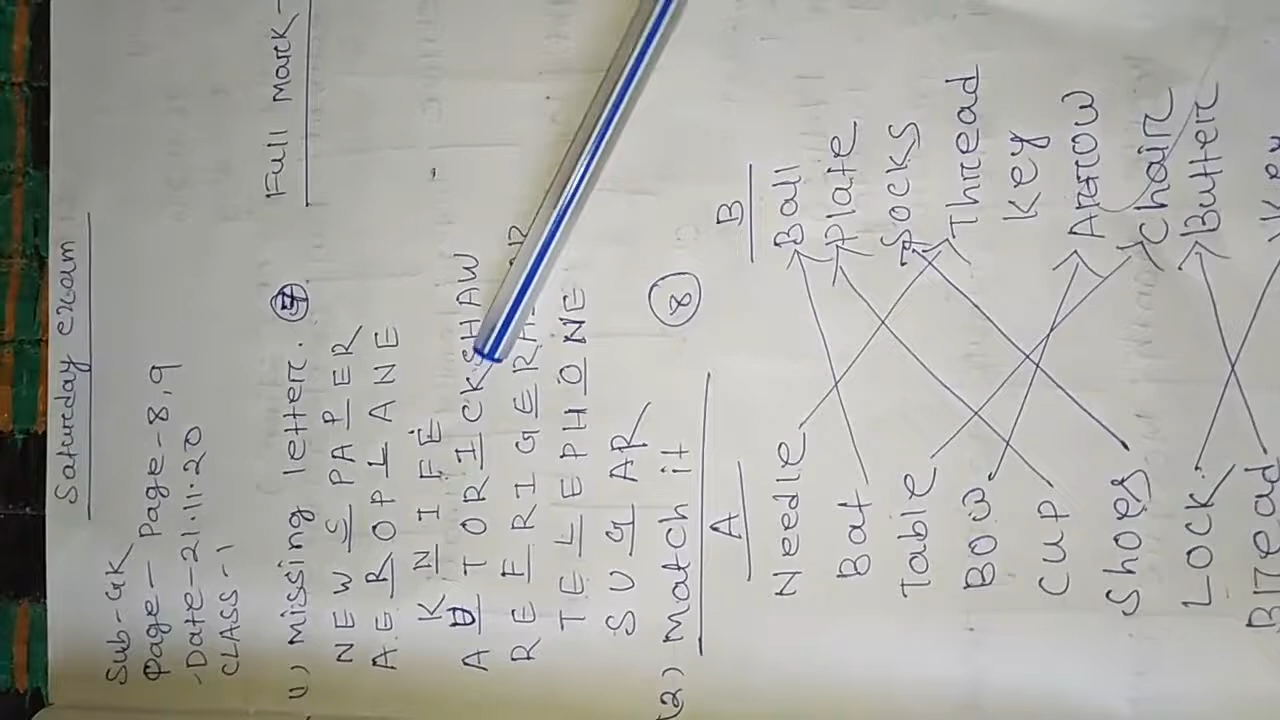 Saturday exam
Sub-GK
Page- Page-8,9
Date-21.11.20
CLASS-1
Full Mark-
1) Missing letter. 7
NEWSPAPER
AEROPLANE
KNIFE
AUTORICKSHAW
REFRIGERA
TELEPHONE
SUGAR
(2) Match it 8
A B
Needle Ball
Bat Plate
Table Socks
Bow Thread
Cup Key
Shoes Arrow
Lock Chair
Bread Butter
Key